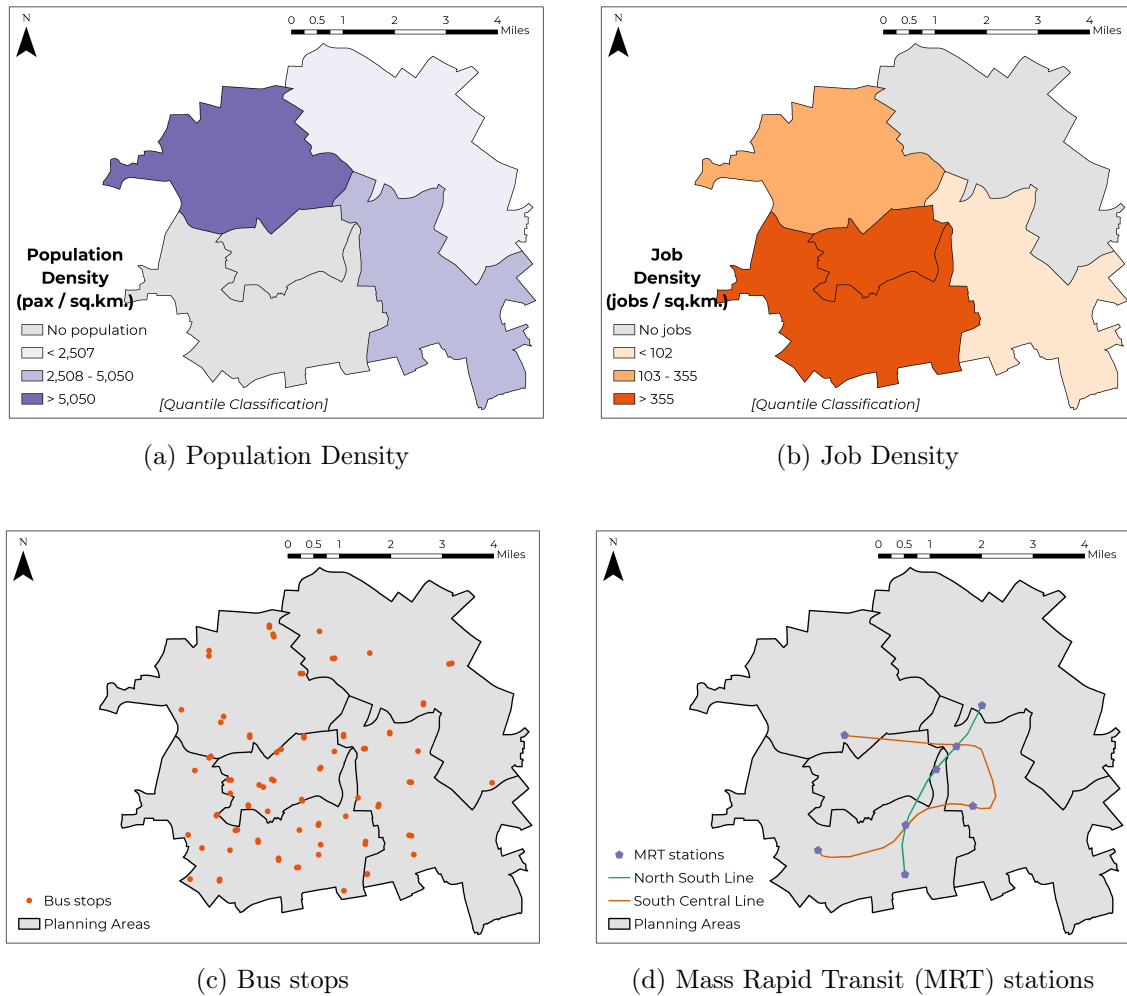 N
0 0.5 1 2 3 4
Miles
Population
Density
(pax / sq.km.)
No population
< 2,507
2,508 - 5,050
> 5,050
[Quantile Classification]
(a) Population Density
N
0 0.5 1 2 3 4
Miles
Job
Density
(jobs / sq.km.)
No jobs
< 102
103 - 355
> 355
[Quantile Classification]
(b) Job Density
N
0 0.5 1 2 3 4
Miles
Bus stops
Planning Areas
(c) Bus stops
N
0 0.5 1 2 3 4
Miles
MRT stations
North South Line
South Central Line
Planning Areas
(d) Mass Rapid Transit (MRT) stations